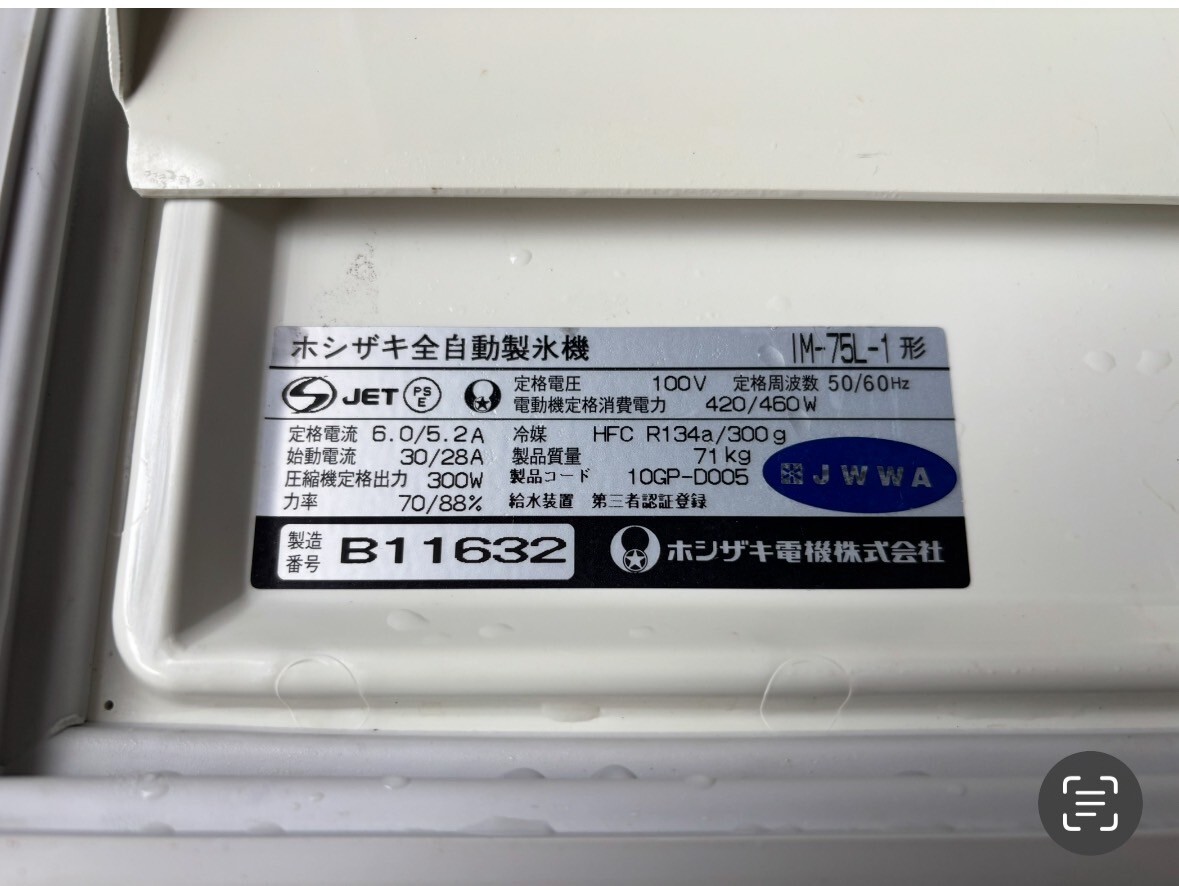 ホシザキ全自動製氷機 IM-75L-1形
JET PSE 定格電圧 100V 定格周波数 50/60Hz
電動機定格消費電力 420/460W
定格電流 6.0/5.2A 冷媒 HFC R134a/300g
始動電流 30/28A 製品質量 71kg
圧縮機定格出力 300W 製品コード 10GP-D005
力率 70/88% 給水装置 第三者認証登録
JWWA
製造番号 B11632 ホシザキ電機株式会社